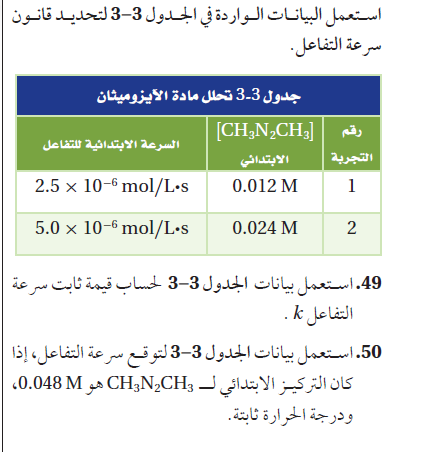 استعمل البيانات الواردة في الجدول 3-3 لتحديد قانون
سرعة التفاعل.
جدول 3-3 تحلل مادة الآيزوميثان
رقم التجربة | [CH₃N₂CH₃] الابتدائي | السرعة الابتدائية للتفاعل
1 | 0.012 M | 2.5 × 10⁻⁶ mol/L•s
2 | 0.024 M | 5.0 × 10⁻⁶ mol/L•s
49. استعمل بيانات الجدول 3-3 لحساب قيمة ثابت سرعة
التفاعل k .
50. استعمل بيانات الجدول 3-3 لتوقع سرعة التفاعل، إذا
كان التركيز الابتدائي لـ CH₃N₂CH₃ هو 0.048 M،
ودرجة الحرارة ثابتة.